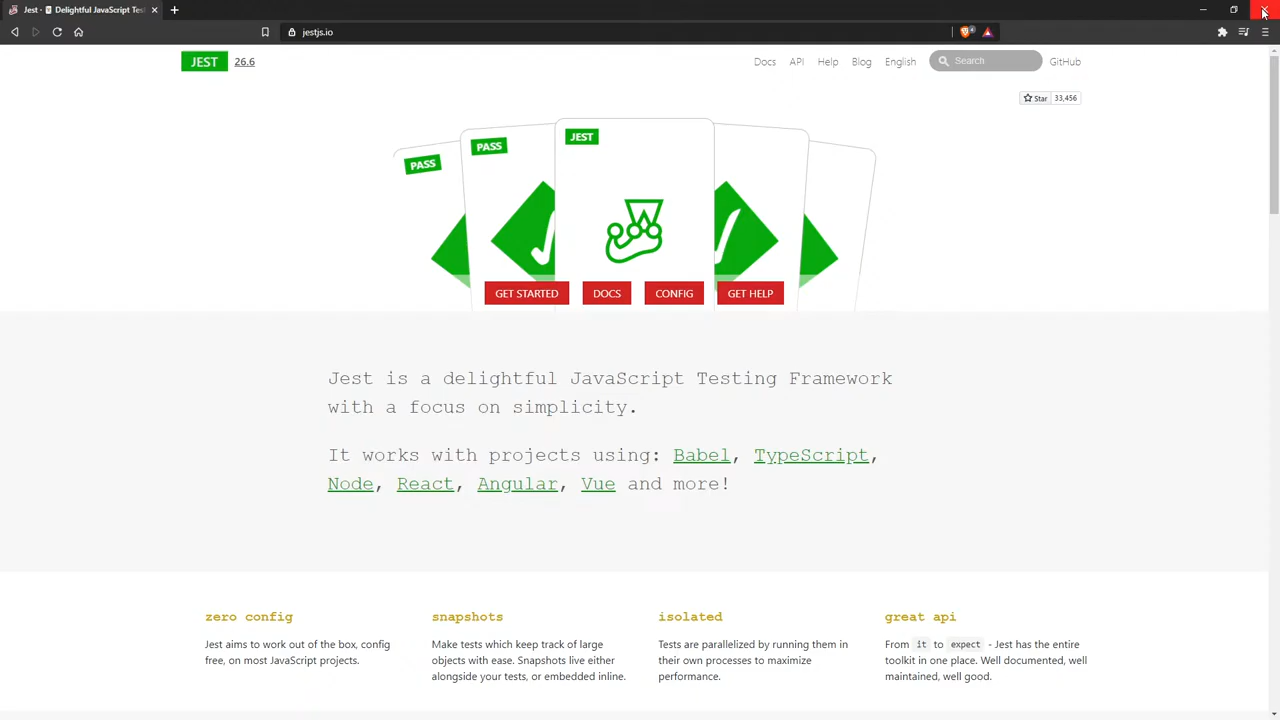 Jest · Delightful JavaScript Tes
jestjs.io
JEST 26.6
Docs API Help Blog English Search GitHub
Star 33,456
PASS PASS JEST
GET STARTED DOCS CONFIG GET HELP
Jest is a delightful JavaScript Testing Framework
with a focus on simplicity.
It works with projects using: Babel, TypeScript,
Node, React, Angular, Vue and more!
zero config
Jest aims to work out of the box, config
free, on most JavaScript projects.
snapshots
Make tests which keep track of large
objects with ease. Snapshots live either
alongside your tests, or embedded inline.
isolated
Tests are parallelized by running them in
their own processes to maximize
performance.
great api
From it to expect - Jest has the entire
toolkit in one place. Well documented, well
maintained, well good.